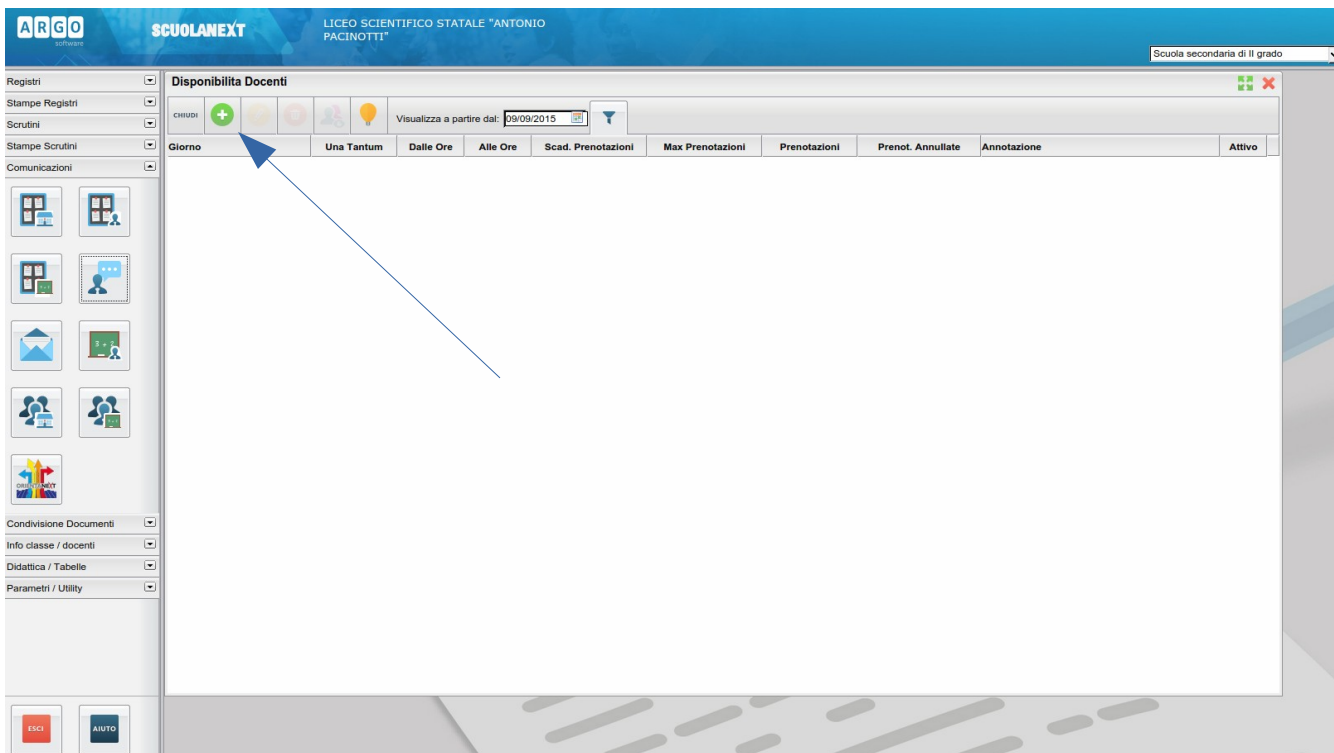 ARGO
software
SCUOLANEXT
LICEO SCIENTIFICO STATALE "ANTONIO
PACINOTTI"
Scuola secondaria di II grado
Registri
Stampe Registri
Scrutini
Stampe Scrutini
Comunicazioni
ORIENTANEXT
Condivisione Documenti
Info classe / docenti
Didattica / Tabelle
Parametri / Utility
ESCI
AIUTO
Disponibilita Docenti
CHIUDI
Visualizza a partire dal: 09/09/2015
Giorno Una Tantum Dalle Ore Alle Ore Scad. Prenotazioni Max Prenotazioni Prenotazioni Prenot. Annullate Annotazione Attivo